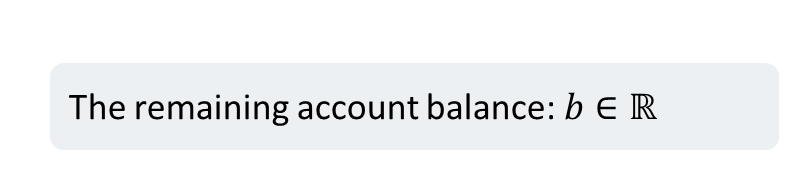 The remaining account balance: b ∈ ℝ